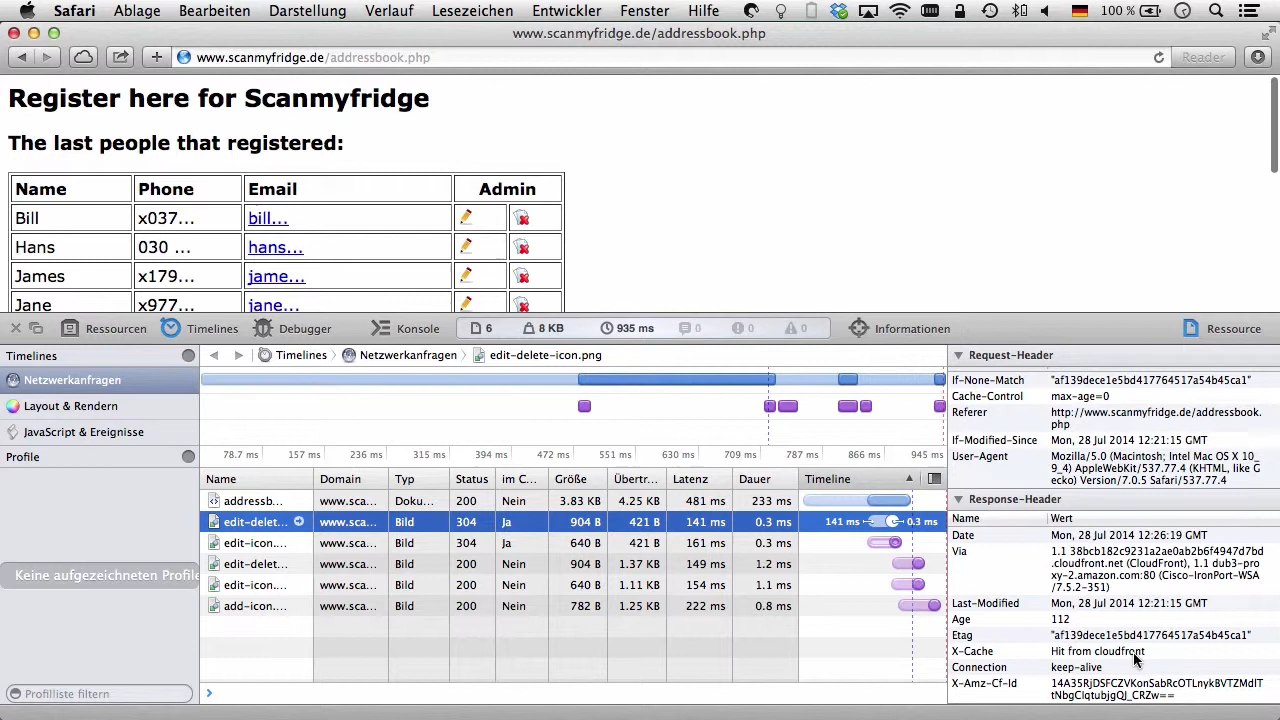 Safari Ablage Bearbeiten Darstellung Verlauf Lesezeichen Entwickler Fenster Hilfe 100 %
www.scanmyfridge.de/addressbook.php
www.scanmyfridge.de/addressbook.php Reader
Register here for Scanmyfridge
The last people that registered:
Name Phone Email Admin
Bill x037... bill...
Hans 030 ... hans...
James x179... jame...
Jane x977... jane...
Ressourcen Timelines Debugger Konsole 6 8 KB 935 ms 0 0 0 Informationen Ressource
Timelines
Timelines Netzwerkanfragen edit-delete-icon.png
Netzwerkanfragen
Layout & Rendern
JavaScript & Ereignisse
Profile
78.7 ms 157 ms 236 ms 315 ms 394 ms 472 ms 551 ms 630 ms 709 ms 787 ms 866 ms 945 ms
Name Domain Typ Status im C... Größe Übertr... Latenz Dauer Timeline
addressb... www.sca... Doku... 200 Nein 3.83 KB 4.25 KB 481 ms 233 ms
edit-delet... www.sca... Bild 304 Ja 904 B 421 B 141 ms 0.3 ms 141 ms 0.3 ms
edit-icon.... www.sca... Bild 304 Ja 640 B 421 B 161 ms 0.3 ms
edit-delet... www.sca... Bild 200 Nein 904 B 1.37 KB 149 ms 1.2 ms
edit-icon.... www.sca... Bild 200 Nein 640 B 1.11 KB 154 ms 1.1 ms
add-icon.... www.sca... Bild 200 Nein 782 B 1.25 KB 222 ms 0.8 ms
Keine aufgezeichneten Profile
Profilliste filtern
Request-Header
If-None-Match "af139dece1e5bd417764517a54b45ca1"
Cache-Control max-age=0
Referer http://www.scanmyfridge.de/addressbook.
php
If-Modified-Since Mon, 28 Jul 2014 12:21:15 GMT
User-Agent Mozilla/5.0 (Macintosh; Intel Mac OS X 10_
9_4) AppleWebKit/537.77.4 (KHTML, like G
ecko) Version/7.0.5 Safari/537.77.4
Response-Header
Name Wert
Date Mon, 28 Jul 2014 12:26:19 GMT
Via 1.1 38bcb182c9231a2ae0ab2b6f4947d7bd
.cloudfront.net (CloudFront), 1.1 dub3-pro
xy-2.amazon.com:80 (Cisco-IronPort-WSA
/7.5.2-351)
Last-Modified Mon, 28 Jul 2014 12:21:15 GMT
Age 112
Etag "af139dece1e5bd417764517a54b45ca1"
X-Cache Hit from cloudfront
Connection keep-alive
X-Amz-Cf-Id 14A35RjDSFCZVKonSabRcOTLnykBVTZMdlT
tNbgClqtubjgQJ_CRZw==